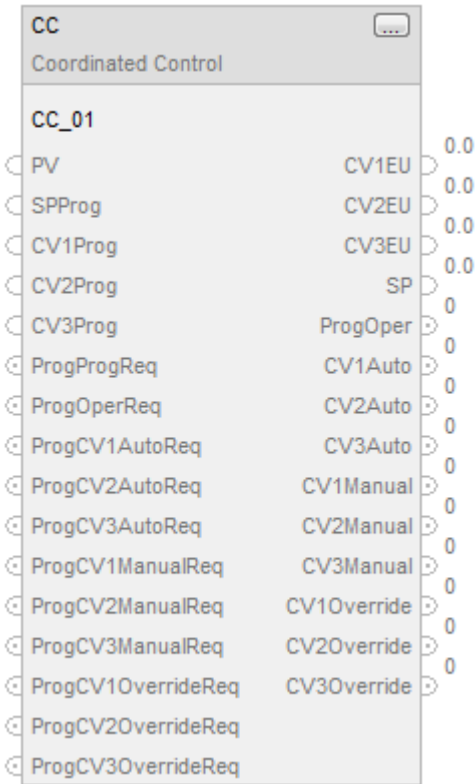 CC ...
Coordinated Control
CC_01
PV CV1EU 0.0
SPProg CV2EU 0.0
CV1Prog CV3EU 0.0
CV2Prog SP 0.0
CV3Prog ProgOper 0
ProgProgReq CV1Auto 0
ProgOperReq CV2Auto 0
ProgCV1AutoReq CV3Auto 0
ProgCV2AutoReq CV1Manual 0
ProgCV3AutoReq CV2Manual 0
ProgCV1ManualReq CV3Manual 0
ProgCV2ManualReq CV1Override 0
ProgCV3ManualReq CV2Override 0
ProgCV1OverrideReq CV3Override 0
ProgCV2OverrideReq
ProgCV3OverrideReq